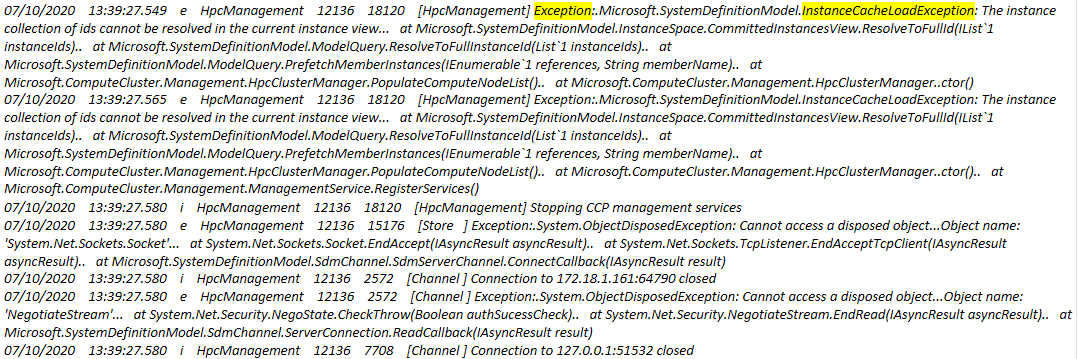 07/10/2020 13:39:27.549 e HpcManagement 12136 18120 [HpcManagement] Exception:.Microsoft.SystemDefinitionModel.InstanceCacheLoadException: The instance
collection of ids cannot be resolved in the current instance view... at Microsoft.SystemDefinitionModel.InstanceSpace.CommittedInstancesView.ResolveToFullId(IList`1
instanceIds).. at Microsoft.SystemDefinitionModel.ModelQuery.ResolveToFullInstanceId(List`1 instanceIds).. at
Microsoft.SystemDefinitionModel.ModelQuery.PrefetchMemberInstances(IEnumerable`1 references, String memberName).. at
Microsoft.ComputeCluster.Management.HpcClusterManager.PopulateComputeNodeList().. at Microsoft.ComputeCluster.Management.HpcClusterManager..ctor()
07/10/2020 13:39:27.565 e HpcManagement 12136 18120 [HpcManagement] Exception:.Microsoft.SystemDefinitionModel.InstanceCacheLoadException: The instance
collection of ids cannot be resolved in the current instance view... at Microsoft.SystemDefinitionModel.InstanceSpace.CommittedInstancesView.ResolveToFullId(IList`1
instanceIds).. at Microsoft.SystemDefinitionModel.ModelQuery.ResolveToFullInstanceId(List`1 instanceIds).. at
Microsoft.SystemDefinitionModel.ModelQuery.PrefetchMemberInstances(IEnumerable`1 references, String memberName).. at
Microsoft.ComputeCluster.Management.HpcClusterManager.PopulateComputeNodeList().. at Microsoft.ComputeCluster.Management.HpcClusterManager..ctor().. at
Microsoft.ComputeCluster.Management.ManagementService.RegisterServices()
07/10/2020 13:39:27.580 i HpcManagement 12136 18120 [HpcManagement] Stopping CCP management services
07/10/2020 13:39:27.580 e HpcManagement 12136 15176 [Store ] Exception:.System.ObjectDisposedException: Cannot access a disposed object...Object name:
'System.Net.Sockets.Socket'... at System.Net.Sockets.Socket.EndAccept(IAsyncResult asyncResult).. at System.Net.Sockets.TcpListener.EndAcceptTcpClient(IAsyncResult
asyncResult).. at Microsoft.SystemDefinitionModel.SdmChannel.SdmServerChannel.ConnectCallback(IAsyncResult result)
07/10/2020 13:39:27.580 i HpcManagement 12136 2572 [Channel ] Connection to 172.18.1.161:64790 closed
07/10/2020 13:39:27.580 e HpcManagement 12136 2572 [Channel ] Exception:.System.ObjectDisposedException: Cannot access a disposed object...Object name:
'NegotiateStream'... at System.Net.Security.NegoState.CheckThrow(Boolean authSucessCheck).. at System.Net.Security.NegotiateStream.EndRead(IAsyncResult asyncResult).. at
Microsoft.SystemDefinitionModel.SdmChannel.ServerConnection.ReadCallback(IAsyncResult result)
07/10/2020 13:39:27.580 i HpcManagement 12136 7708 [Channel ] Connection to 127.0.0.1:51532 closed